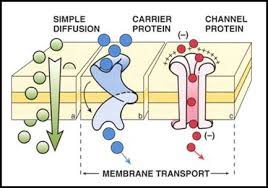 SIMPLE
DIFFUSION
CARRIER
PROTEIN
CHANNEL
PROTEIN
(−)
(−)
a
b
c
MEMBRANE TRANSPORT